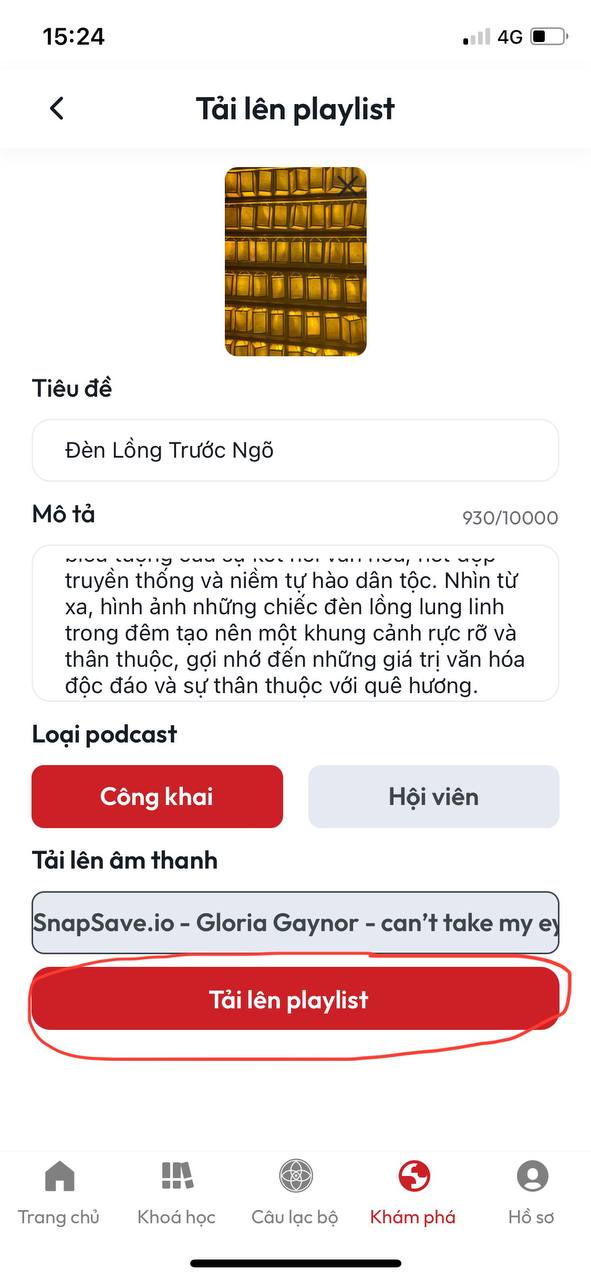 15:24
4G
Tải lên playlist
Tiêu đề
Đèn Lồng Trước Ngõ
Mô tả
930/10000
truyền thống và niềm tự hào dân tộc. Nhìn từ
xa, hình ảnh những chiếc đèn lồng lung linh
trong đêm tạo nên một khung cảnh rực rỡ và
thân thuộc, gợi nhớ đến những giá trị văn hóa
độc đáo và sự thân thuộc với quê hương.
Loại podcast
Công khai
Hội viên
Tải lên âm thanh
SnapSave.io - Gloria Gaynor - can’t take my ey
Tải lên playlist
Trang chủ
Khoá học
Câu lạc bộ
Khám phá
Hồ sơ